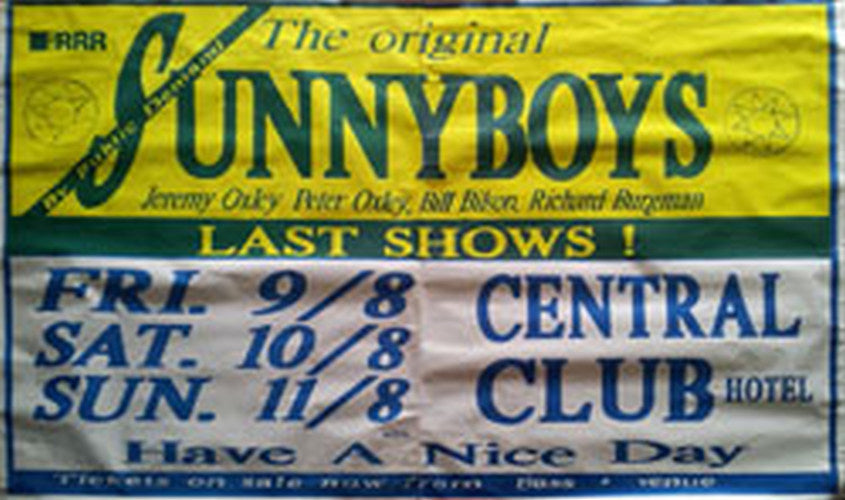 RRR
By Public Demand
The original
SUNNYBOYS
Jeremy Oxley Peter Oxley, Bill Bilson, Richard Burgman
LAST SHOWS !
FRI. 9/8
SAT. 10/8
SUN. 11/8
CENTRAL
CLUB HOTEL
Have A Nice Day
Tickets on sale now from Bass + venue